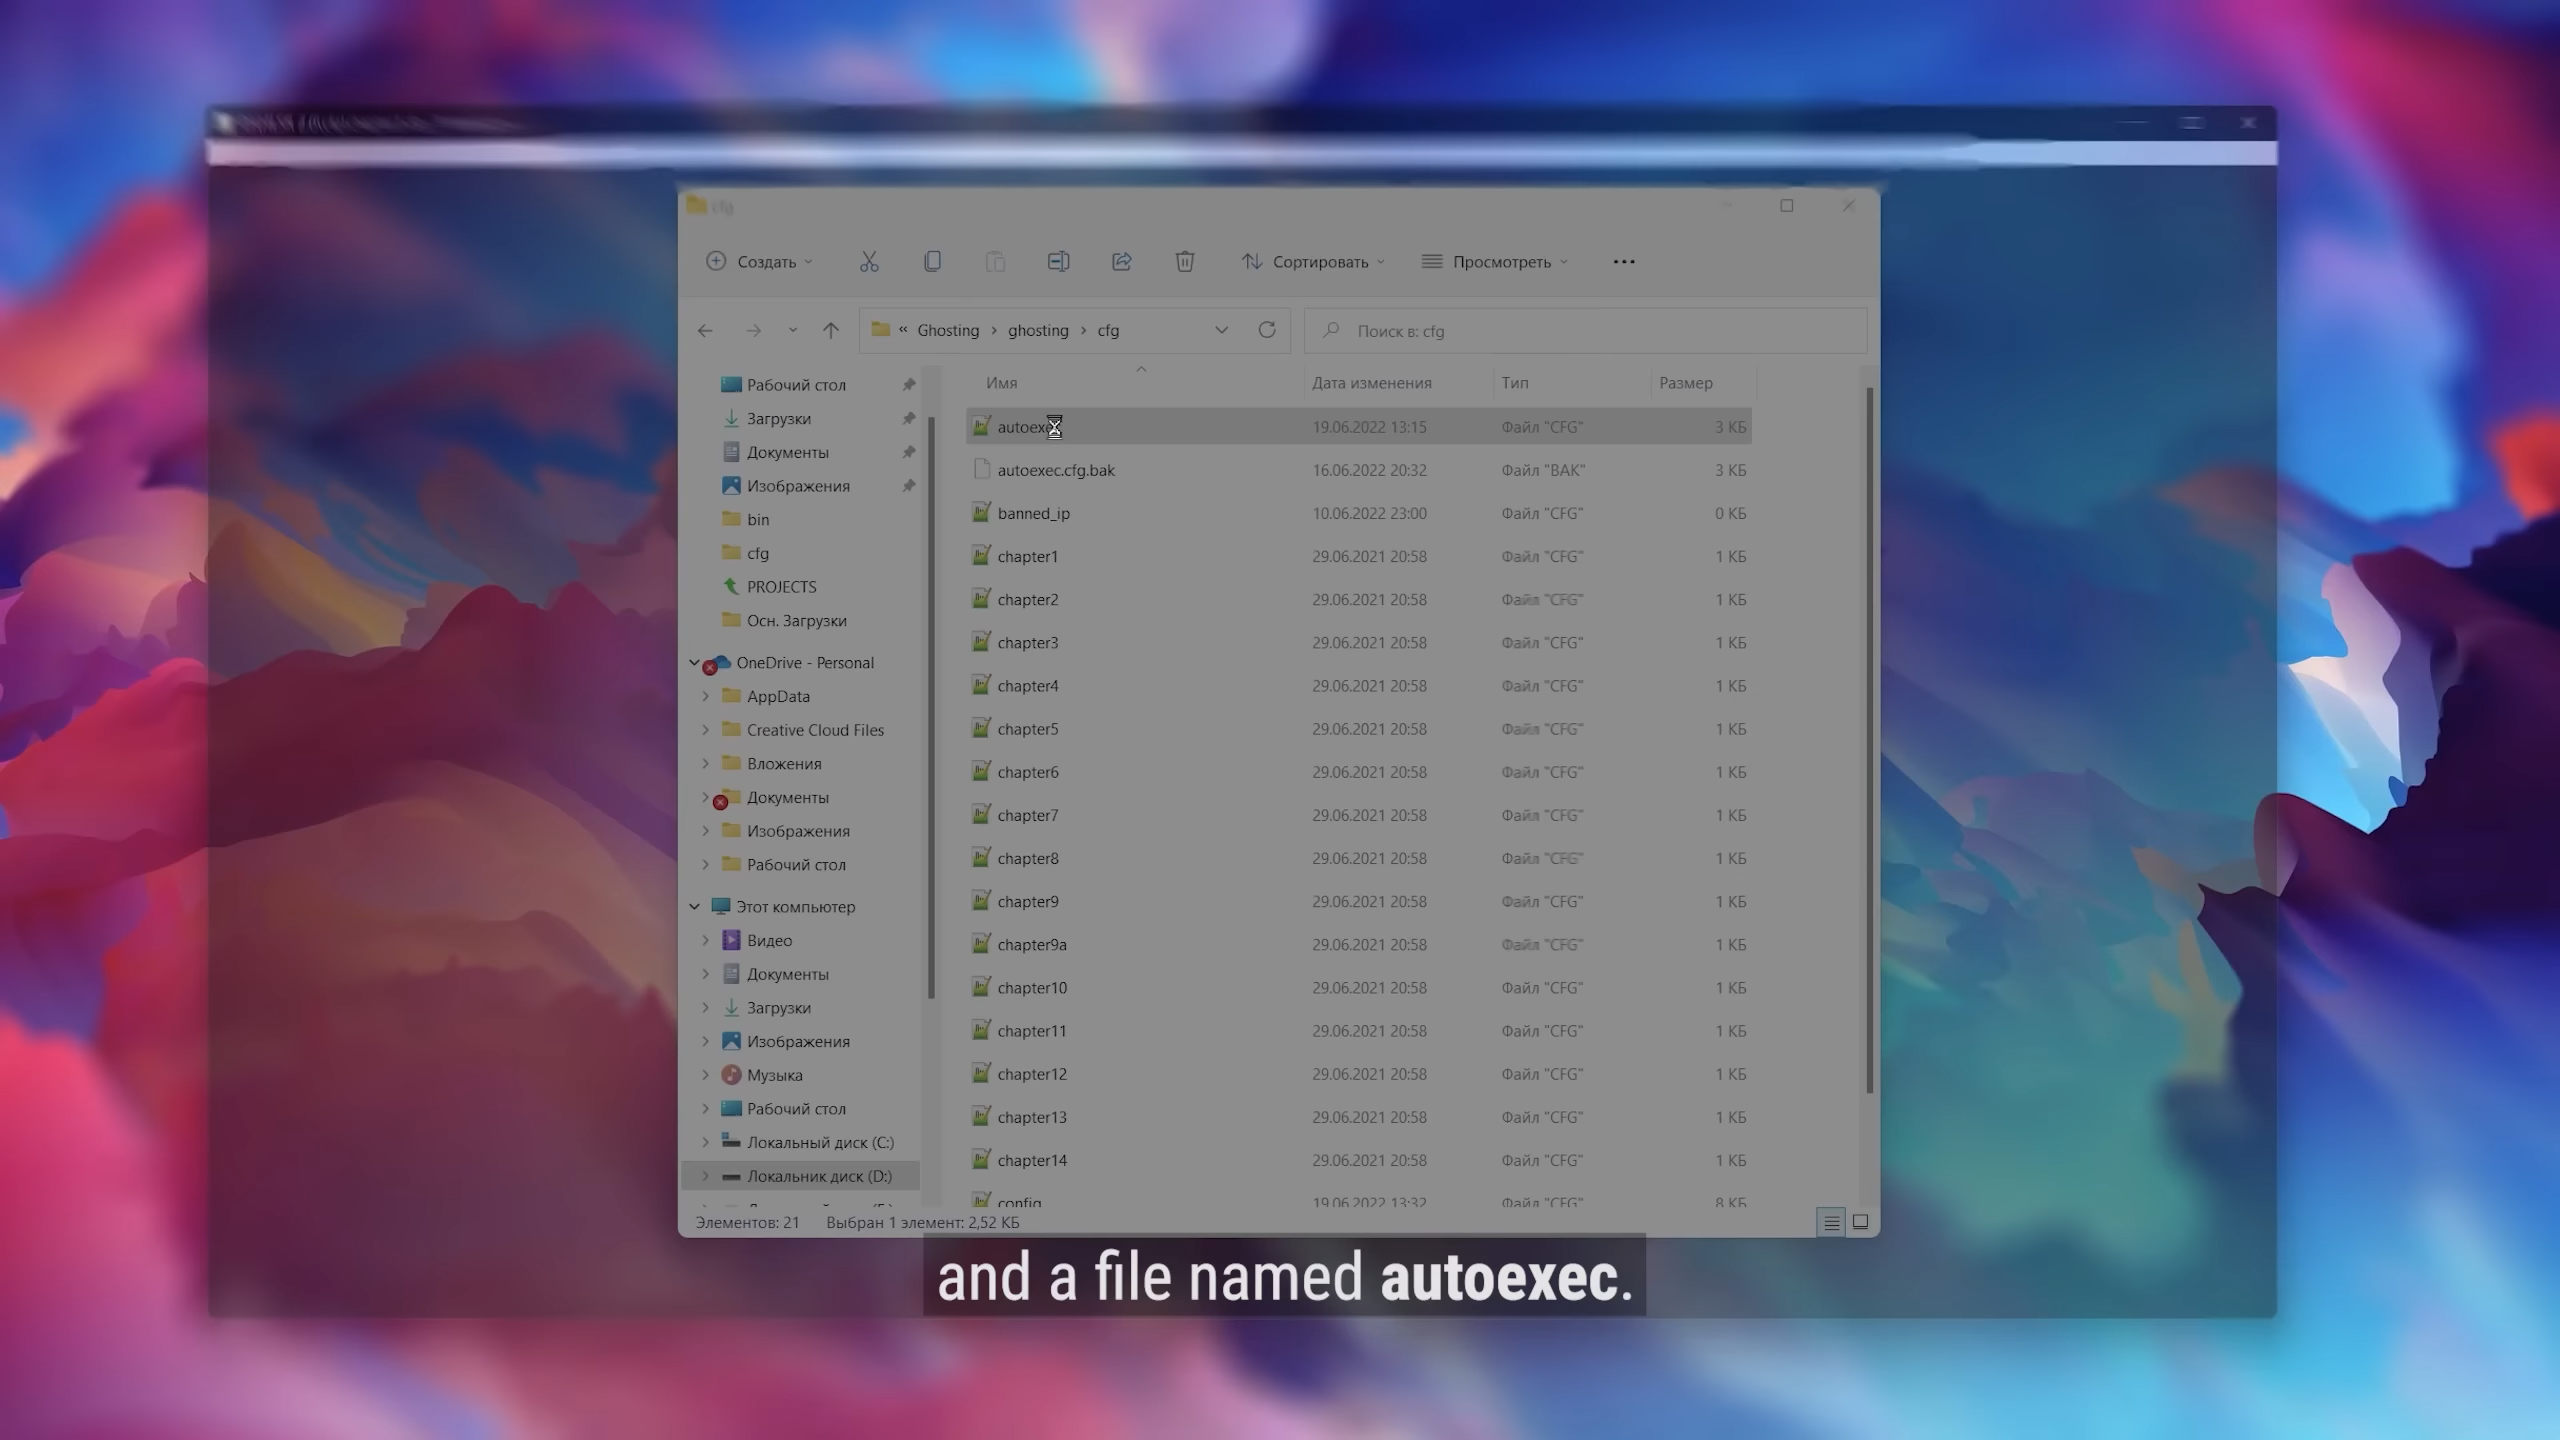 cfg
Создать
Сортировать
Просмотреть
« Ghosting › ghosting › cfg
Поиск в: cfg
Рабочий стол
Загрузки
Документы
Изображения
bin
cfg
PROJECTS
Осн. Загрузки
OneDrive - Personal
AppData
Creative Cloud Files
Вложения
Документы
Изображения
Рабочий стол
Этот компьютер
Видео
Документы
Загрузки
Изображения
Музыка
Рабочий стол
Локальный диск (C:)
Локальник диск (D:)
Имя Дата изменения Тип Размер
19.06.2022 13:15 Файл "CFG" 3 КБ
autoexec.cfg.bak 16.06.2022 20:32 Файл "BAK" 3 КБ
banned_ip 10.06.2022 23:00 Файл "CFG" 0 КБ
chapter1 29.06.2021 20:58 Файл "CFG" 1 КБ
chapter2 29.06.2021 20:58 Файл "CFG" 1 КБ
chapter3 29.06.2021 20:58 Файл "CFG" 1 КБ
chapter4 29.06.2021 20:58 Файл "CFG" 1 КБ
chapter5 29.06.2021 20:58 Файл "CFG" 1 КБ
chapter6 29.06.2021 20:58 Файл "CFG" 1 КБ
chapter7 29.06.2021 20:58 Файл "CFG" 1 КБ
chapter8 29.06.2021 20:58 Файл "CFG" 1 КБ
chapter9 29.06.2021 20:58 Файл "CFG" 1 КБ
chapter9a 29.06.2021 20:58 Файл "CFG" 1 КБ
chapter10 29.06.2021 20:58 Файл "CFG" 1 КБ
chapter11 29.06.2021 20:58 Файл "CFG" 1 КБ
chapter12 29.06.2021 20:58 Файл "CFG" 1 КБ
chapter13 29.06.2021 20:58 Файл "CFG" 1 КБ
chapter14 29.06.2021 20:58 Файл "CFG" 1 КБ
config 19.06.2022 13:32 Файл "CFG" 8 КБ
Элементов: 21 Выбран 1 элемент: 2,52 КБ
and a file named autoexec.